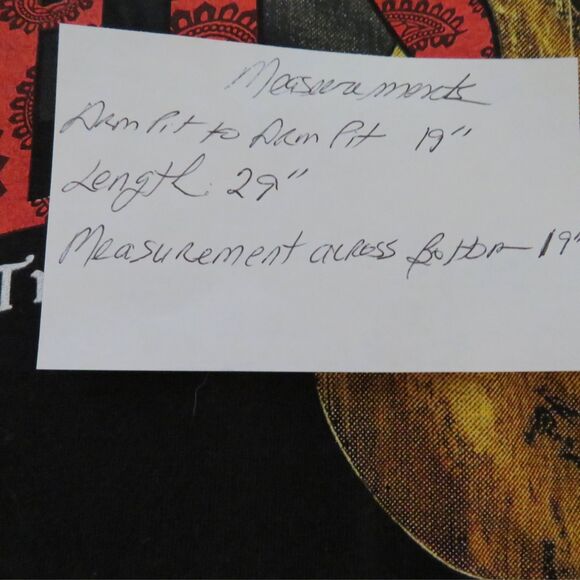 Measurements
Arm Pit to Arm Pit 19"
Length: 29"
Measurement across Bottom 19"